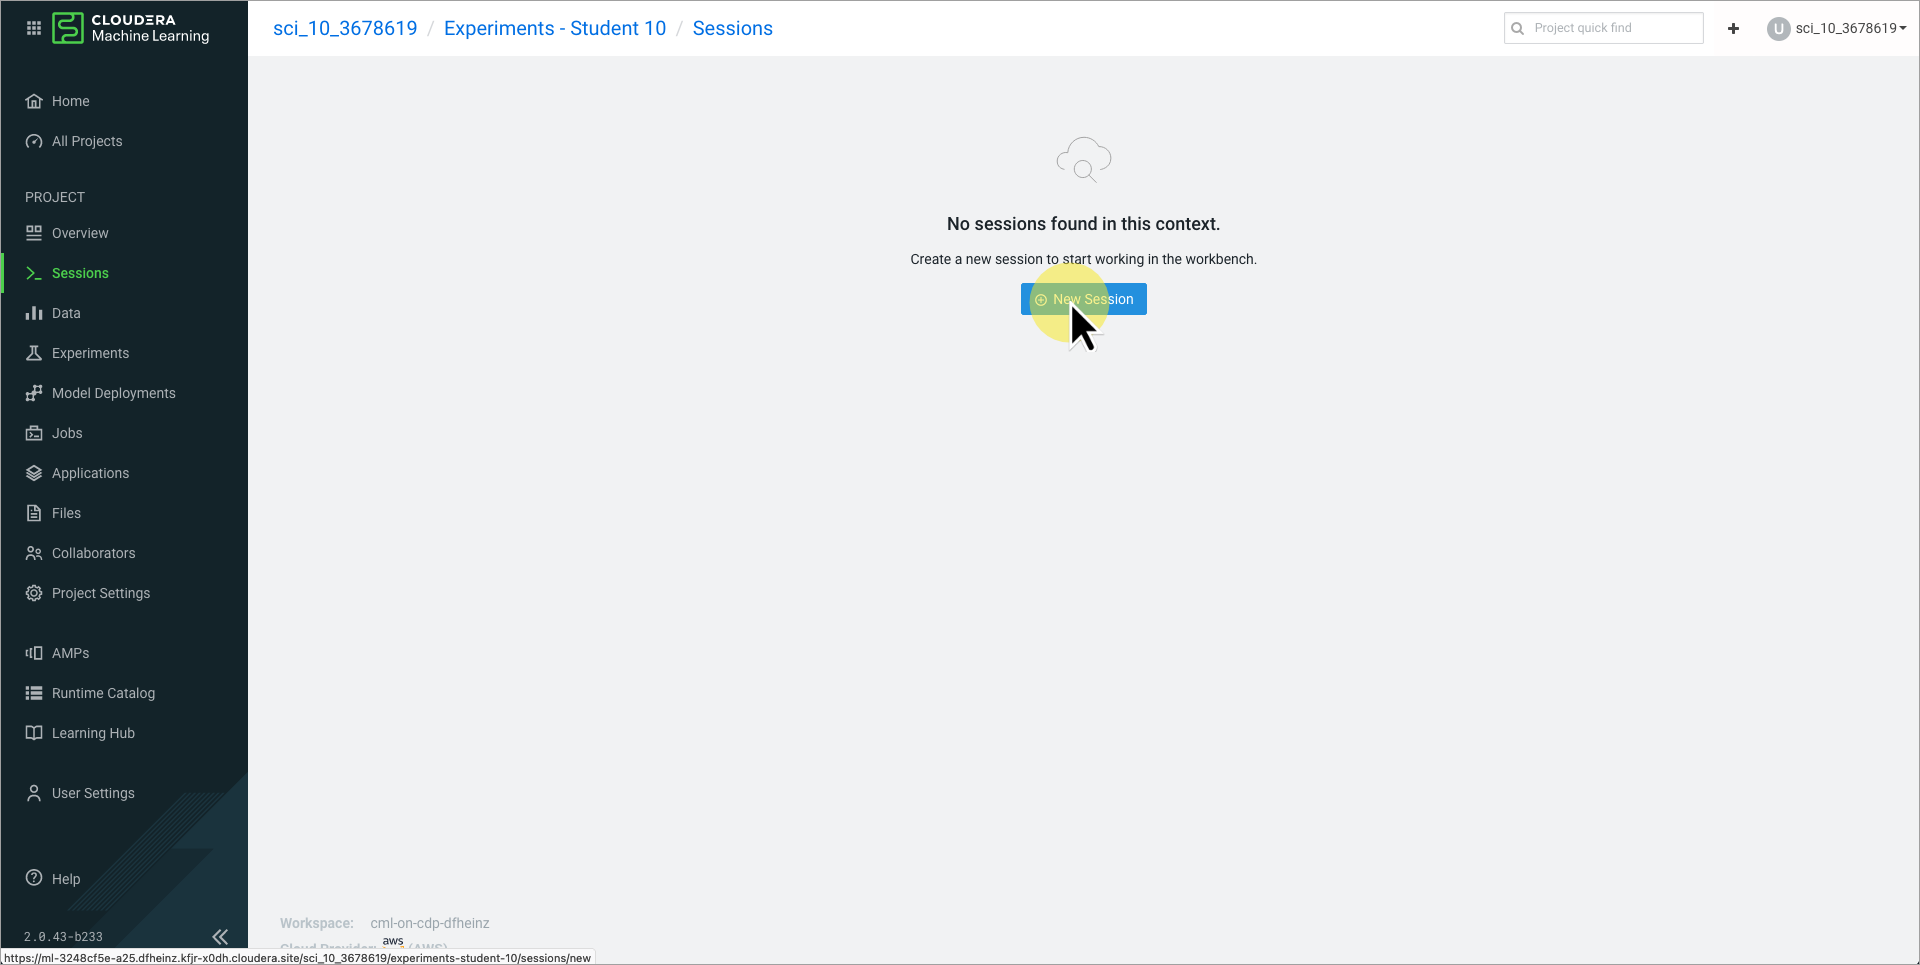 CLOUDERA
Machine Learning
sci_10_3678619 / Experiments - Student 10 / Sessions
Project quick find
+
U sci_10_3678619
Home
All Projects
PROJECT
Overview
Sessions
Data
Experiments
Model Deployments
Jobs
Applications
Files
Collaborators
Project Settings
AMPs
Runtime Catalog
Learning Hub
User Settings
Help
2.0.43-b233
No sessions found in this context.
Create a new session to start working in the workbench.
New Session
Workspace: cml-on-cdp-dfheinz
Cloud Provider: aws (AWS)
https://ml-3248cf5e-a25.dfheinz.kfjr-x0dh.cloudera.site/sci_10_3678619/experiments-student-10/sessions/new